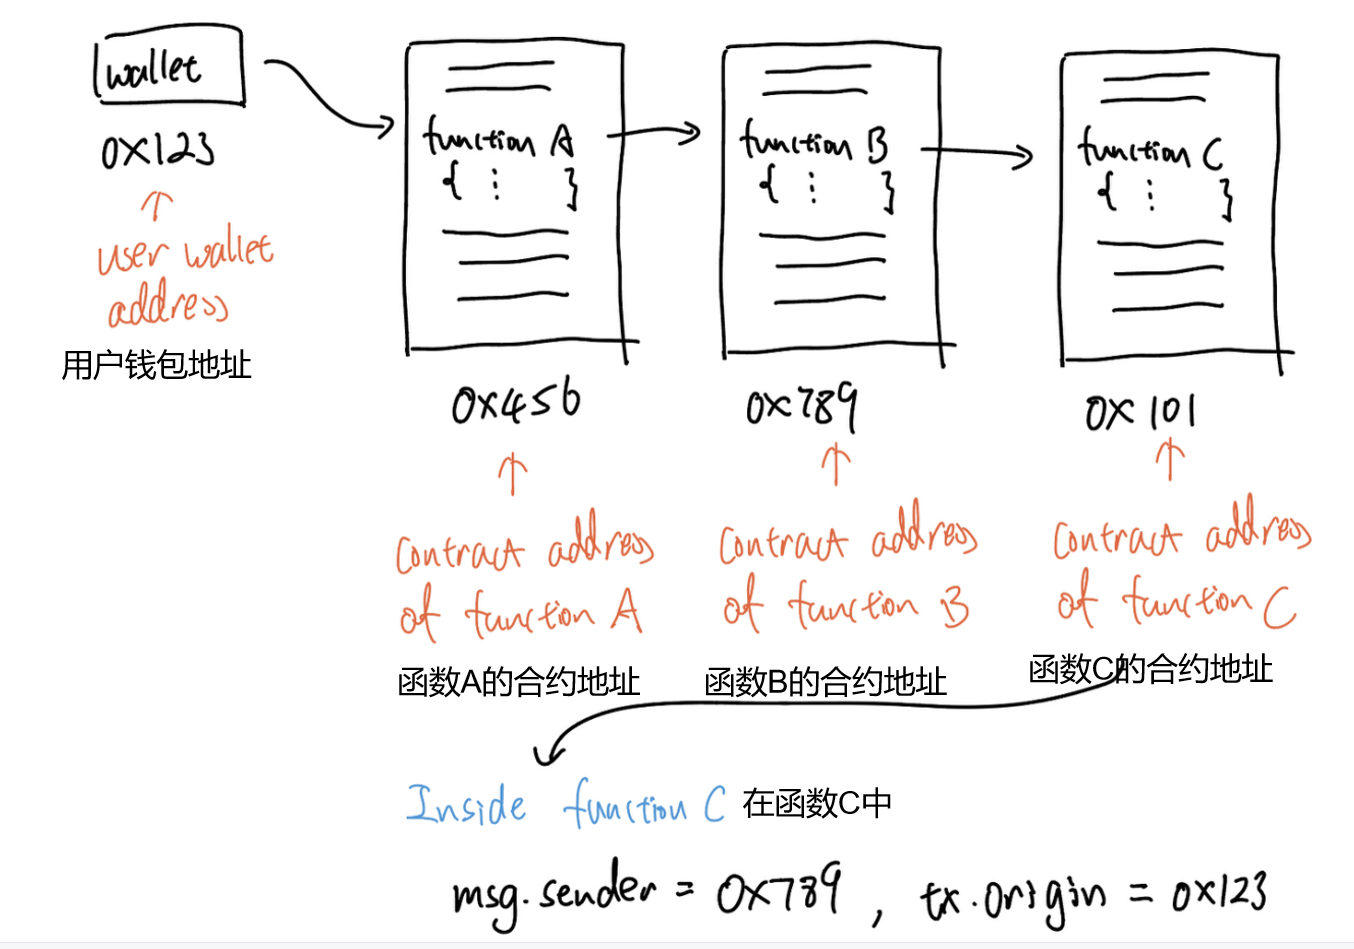 wallet
0x123
user wallet
address
用户钱包地址
function A
{ ⋮ }
0x456
contract address
of function A
函数A的合约地址
function B
{ ⋮ }
0x789
contract address
of function B
函数B的合约地址
function C
{ ⋮ }
0x101
contract address
of function C
函数C的合约地址
Inside function C 在函数C中
msg.sender = 0x789 , tx.origin = 0x123